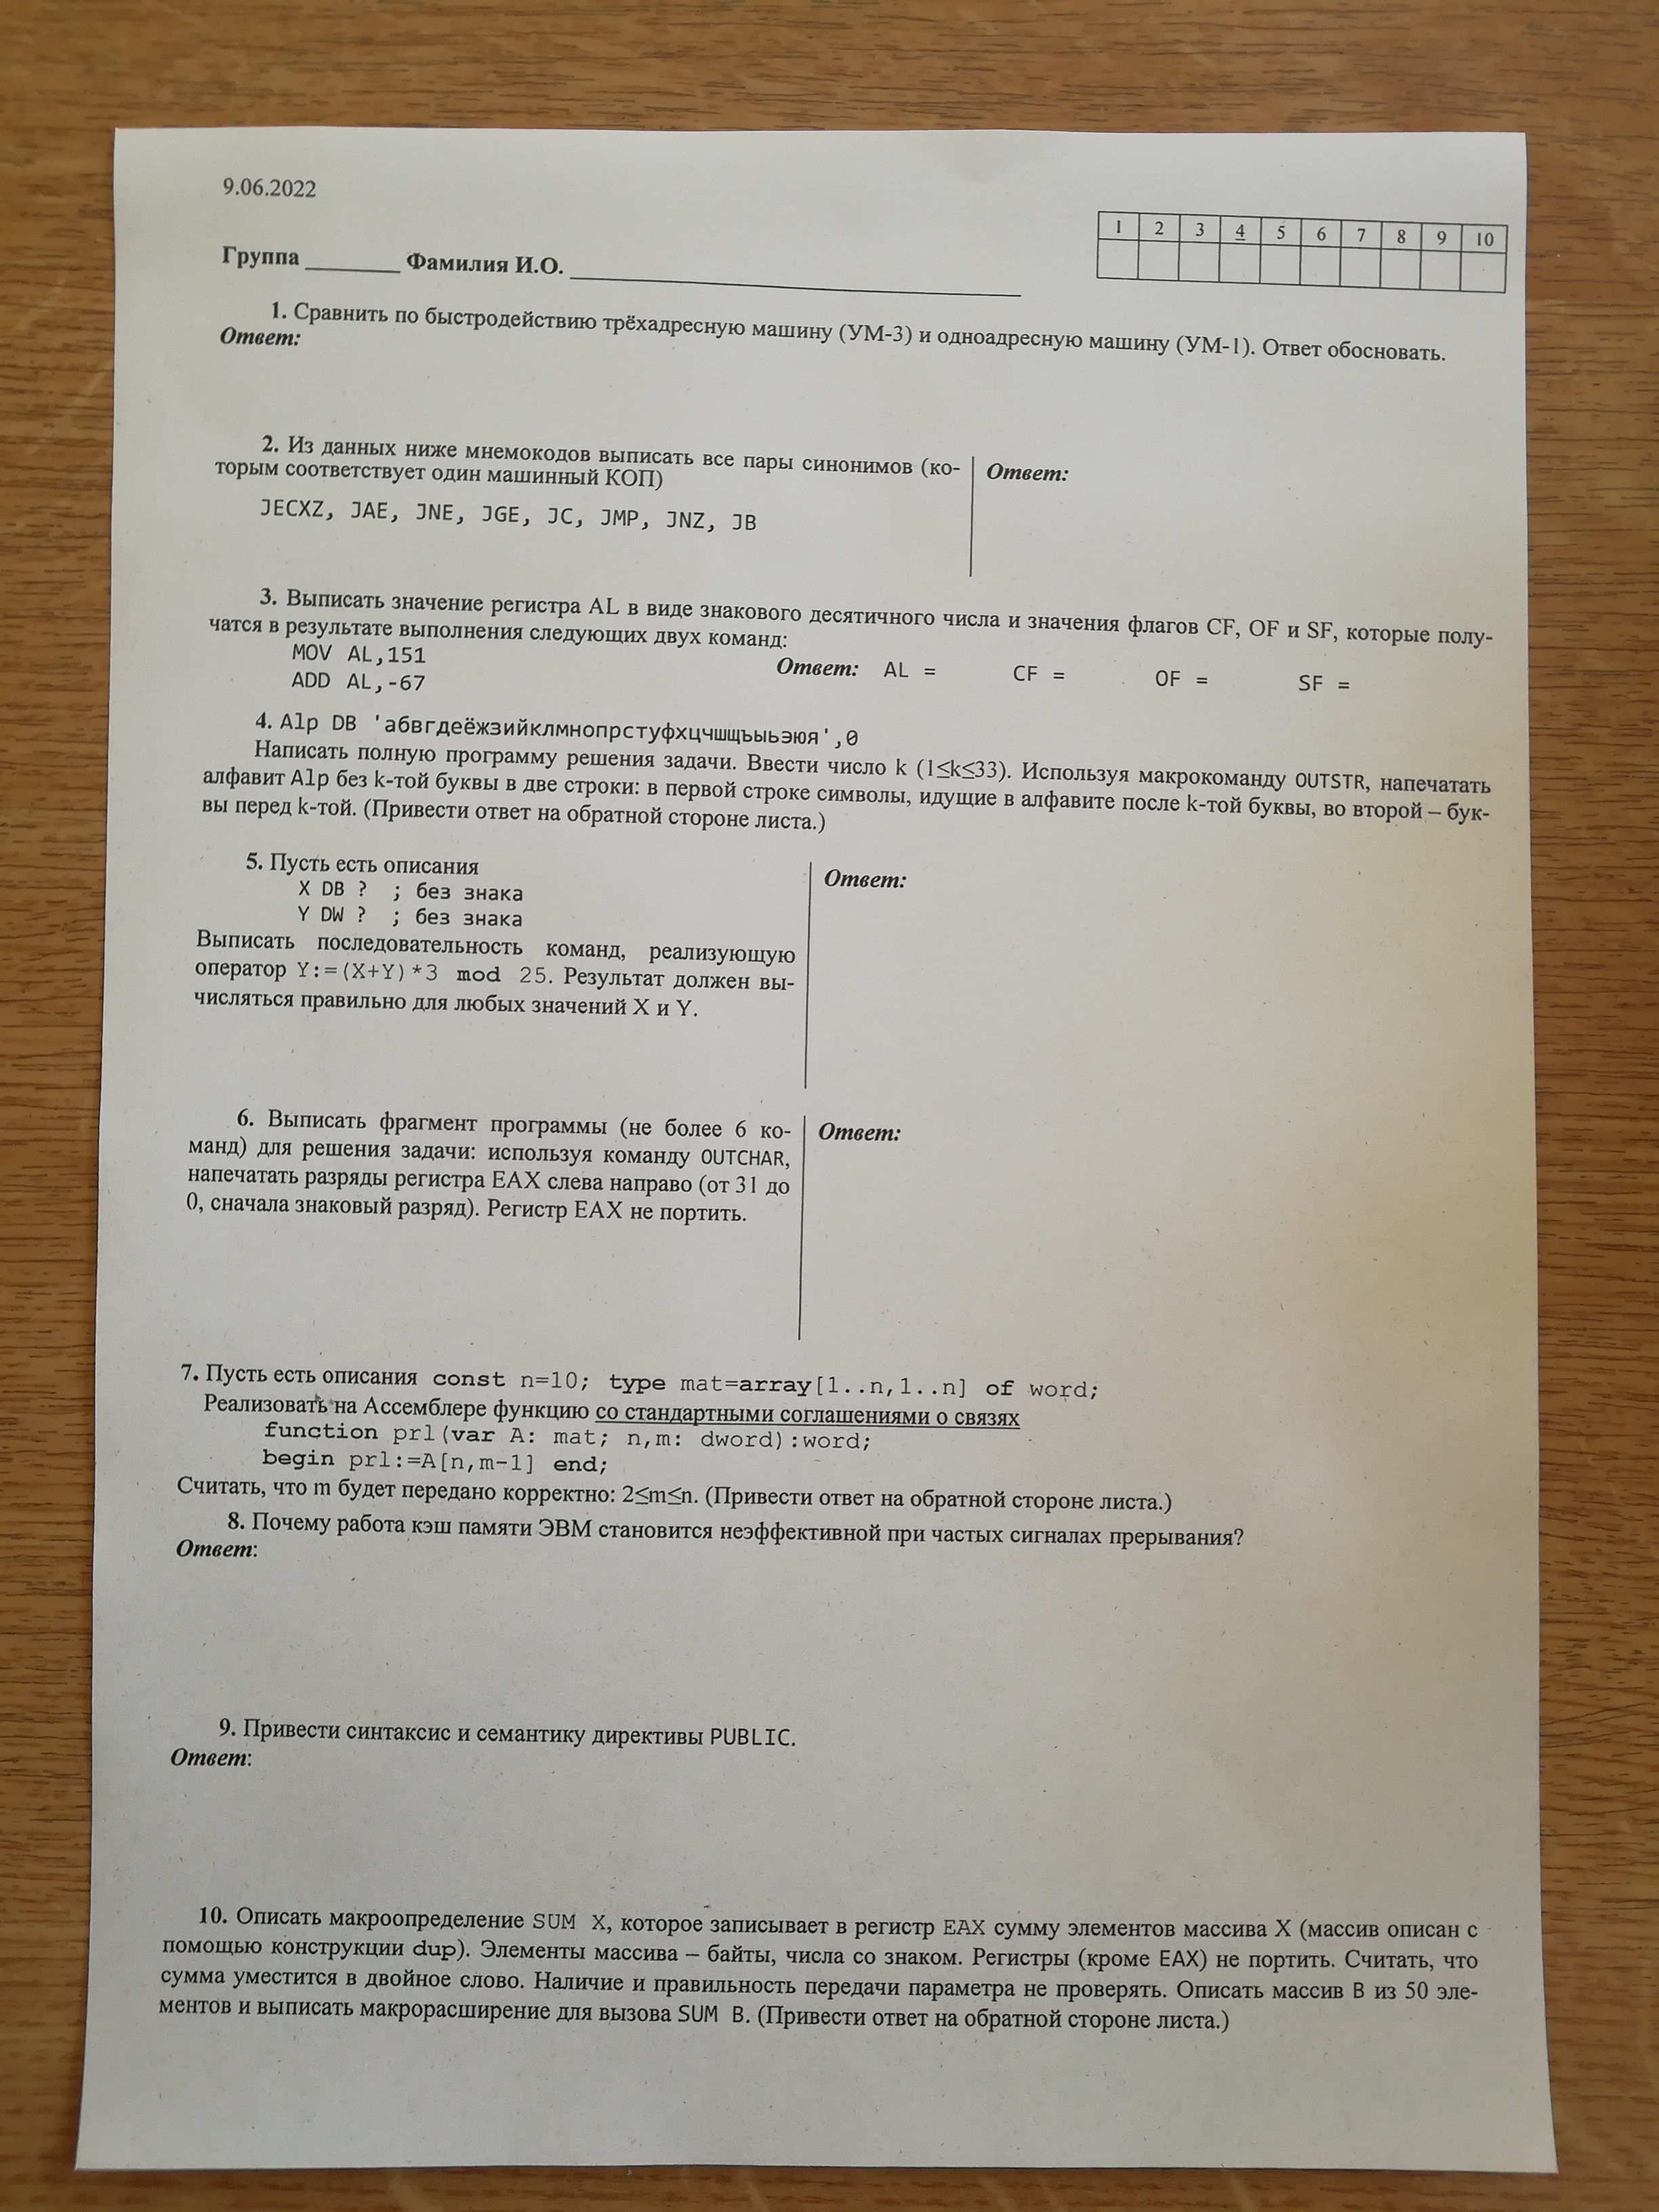 9.06.2022
1 2 3 4 5 6 7 8 9 10
Группа ________ Фамилия И.О. ________________________________
1. Сравнить по быстродействию трёхадресную машину (УМ-3) и одноадресную машину (УМ-1). Ответ обосновать.
Ответ:
2. Из данных ниже мнемокодов выписать все пары синонимов (ко-
торым соответствует один машинный КОП)
JECXZ, JAE, JNE, JGE, JC, JMP, JNZ, JB
Ответ:
3. Выписать значение регистра AL в виде знакового десятичного числа и значения флагов CF, OF и SF, которые полу-
чатся в результате выполнения следующих двух команд:
MOV AL,151
ADD AL,-67
Ответ: AL = CF = OF = SF =
4. Alp DB 'абвгдеёжзийклмнопрстуфхцчшщъыьэюя',0
Написать полную программу решения задачи. Ввести число k (1≤k≤33). Используя макрокоманду OUTSTR, напечатать
алфавит Alp без k-той буквы в две строки: в первой строке символы, идущие в алфавите после k-той буквы, во второй – бук-
вы перед k-той. (Привести ответ на обратной стороне листа.)
5. Пусть есть описания
X DB ? ; без знака
Y DW ? ; без знака
Выписать последовательность команд, реализующую
оператор Y:=(X+Y)*3 mod 25. Результат должен вы-
числяться правильно для любых значений X и Y.
Ответ:
6. Выписать фрагмент программы (не более 6 ко-
манд) для решения задачи: используя команду OUTCHAR,
напечатать разряды регистра EAX слева направо (от 31 до
0, сначала знаковый разряд). Регистр EAX не портить.
Ответ:
7. Пусть есть описания const n=10; type mat=array[1..n,1..n] of word;
Реализовать на Ассемблере функцию со стандартными соглашениями о связях
function prl(var A: mat; n,m: dword):word;
begin prl:=A[n,m-1] end;
Считать, что m будет передано корректно: 2≤m≤n. (Привести ответ на обратной стороне листа.)
8. Почему работа кэш памяти ЭВМ становится неэффективной при частых сигналах прерывания?
Ответ:
9. Привести синтаксис и семантику директивы PUBLIC.
Ответ:
10. Описать макроопределение SUM X, которое записывает в регистр EAX сумму элементов массива X (массив описан с
помощью конструкции dup). Элементы массива – байты, числа со знаком. Регистры (кроме EAX) не портить. Считать, что
сумма уместится в двойное слово. Наличие и правильность передачи параметра не проверять. Описать массив B из 50 эле-
ментов и выписать макрорасширение для вызова SUM B. (Привести ответ на обратной стороне листа.)